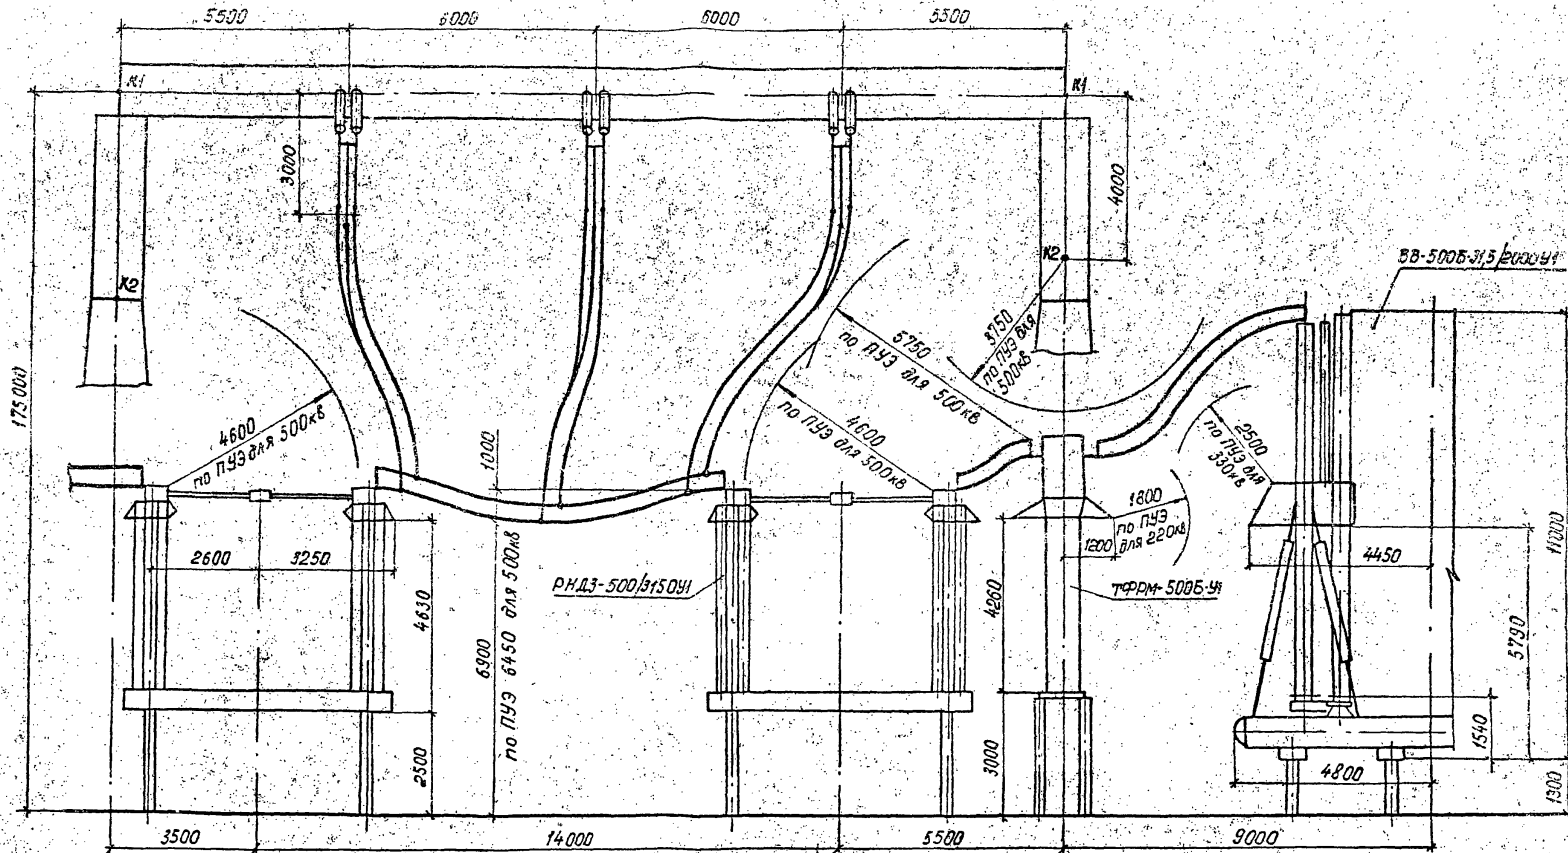 5500
6000
6000
5500
К1
К1
3000
4000
К2
К2
ВВ-500Б-31,5/2000У1
3750
по ПУЭ для
500кв
5750
по ПУЭ для 500кв
175000
4600
по ПУЭ для 500кв
4600
по ПУЭ для 500кв
1000
2500
по ПУЭ для
330кв
1800
по ПУЭ
для 220кв
1200
2600
3250
4450
11000
РНДЗ-500/3150У1
ТФРМ-500Б-У1
4630
6900
по ПУЭ 6450 для 500кв
4260
5790
2500
3000
1540
4800
1300
3500
14000
5500
9000